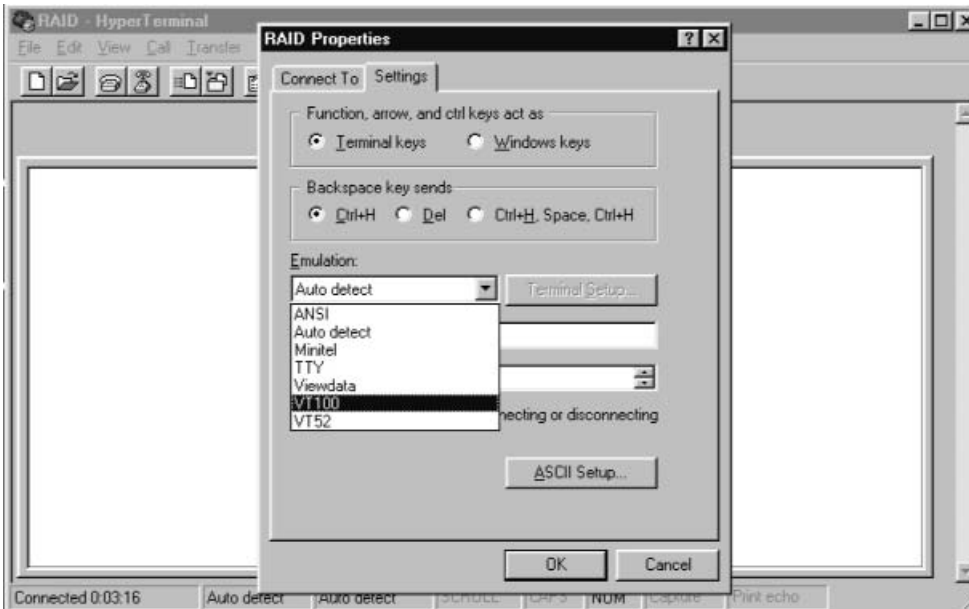 RAID - HyperTerminal
File Edit View Call Transfer
RAID Properties
Connect To Settings
Function, arrow, and ctrl keys act as
Terminal keys Windows keys
Backspace key sends
Ctrl+H Del Ctrl+H, Space, Ctrl+H
Emulation:
Auto detect Terminal Setup...
ANSI
Auto detect
Minitel
TTY
Viewdata
VT100
VT52
necting or disconnecting
ASCII Setup...
OK Cancel
Connected 0:03:16 Auto detect Auto detect SCROLL CAPS NUM Capture Print echo